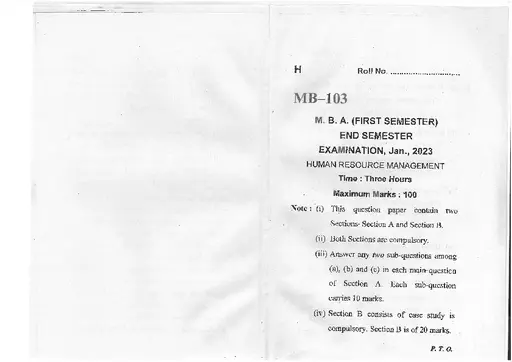 H Roll No. ..............................
MB–103
M. B. A. (FIRST SEMESTER)
END SEMESTER
EXAMINATION, Jan., 2023
HUMAN RESOURCE MANAGEMENT
Time : Three Hours
Maximum Marks : 100
Note : (i) This question paper contain two
Sections- Section A and Section B.
(ii) Both Sections are compulsory.
(iii) Answer any two sub-questions among
(a), (b) and (c) in each main-question
of Section A. Each sub-question
carries 10 marks.
(iv) Section B consists of case study is
compulsory. Section B is of 20 marks.
P. T. O.